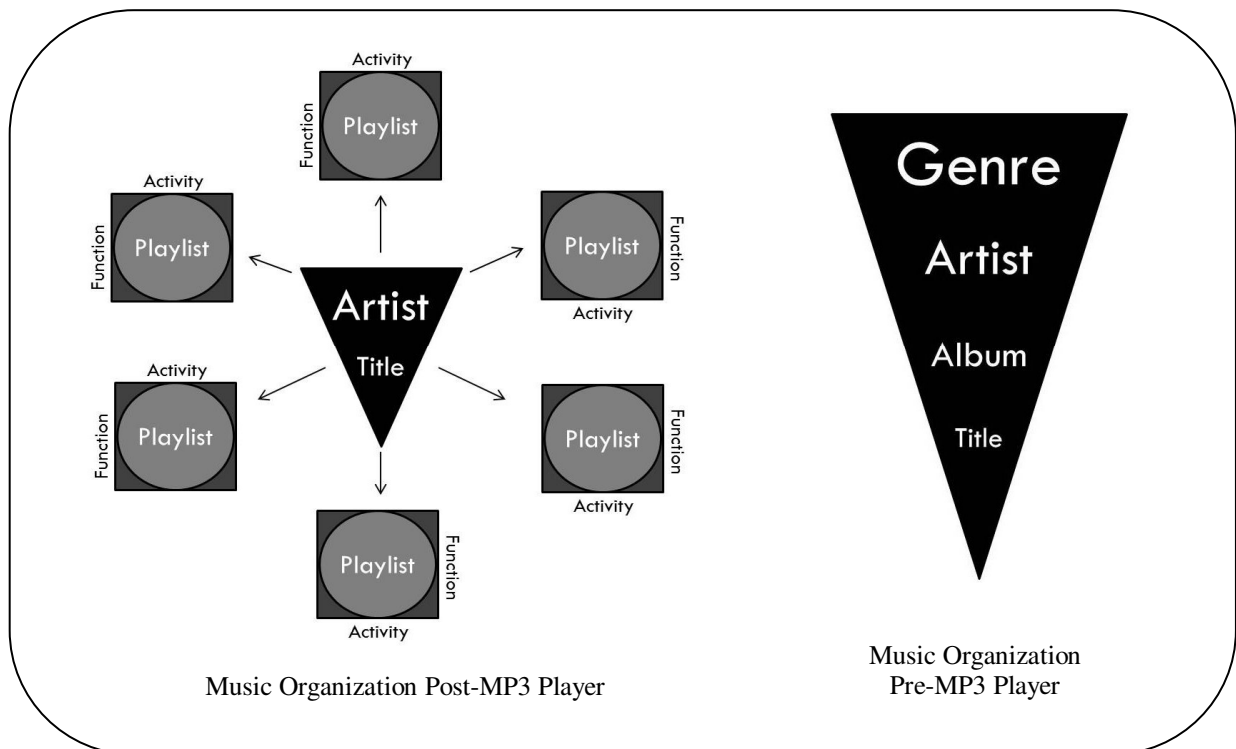 Activity
Function
Playlist
Activity
Function
Playlist
Playlist
Function
Activity
Artist
Title
Activity
Function
Playlist
Playlist
Function
Activity
Playlist
Function
Activity
Music Organization Post-MP3 Player
Genre
Artist
Album
Title
Music Organization
Pre-MP3 Player